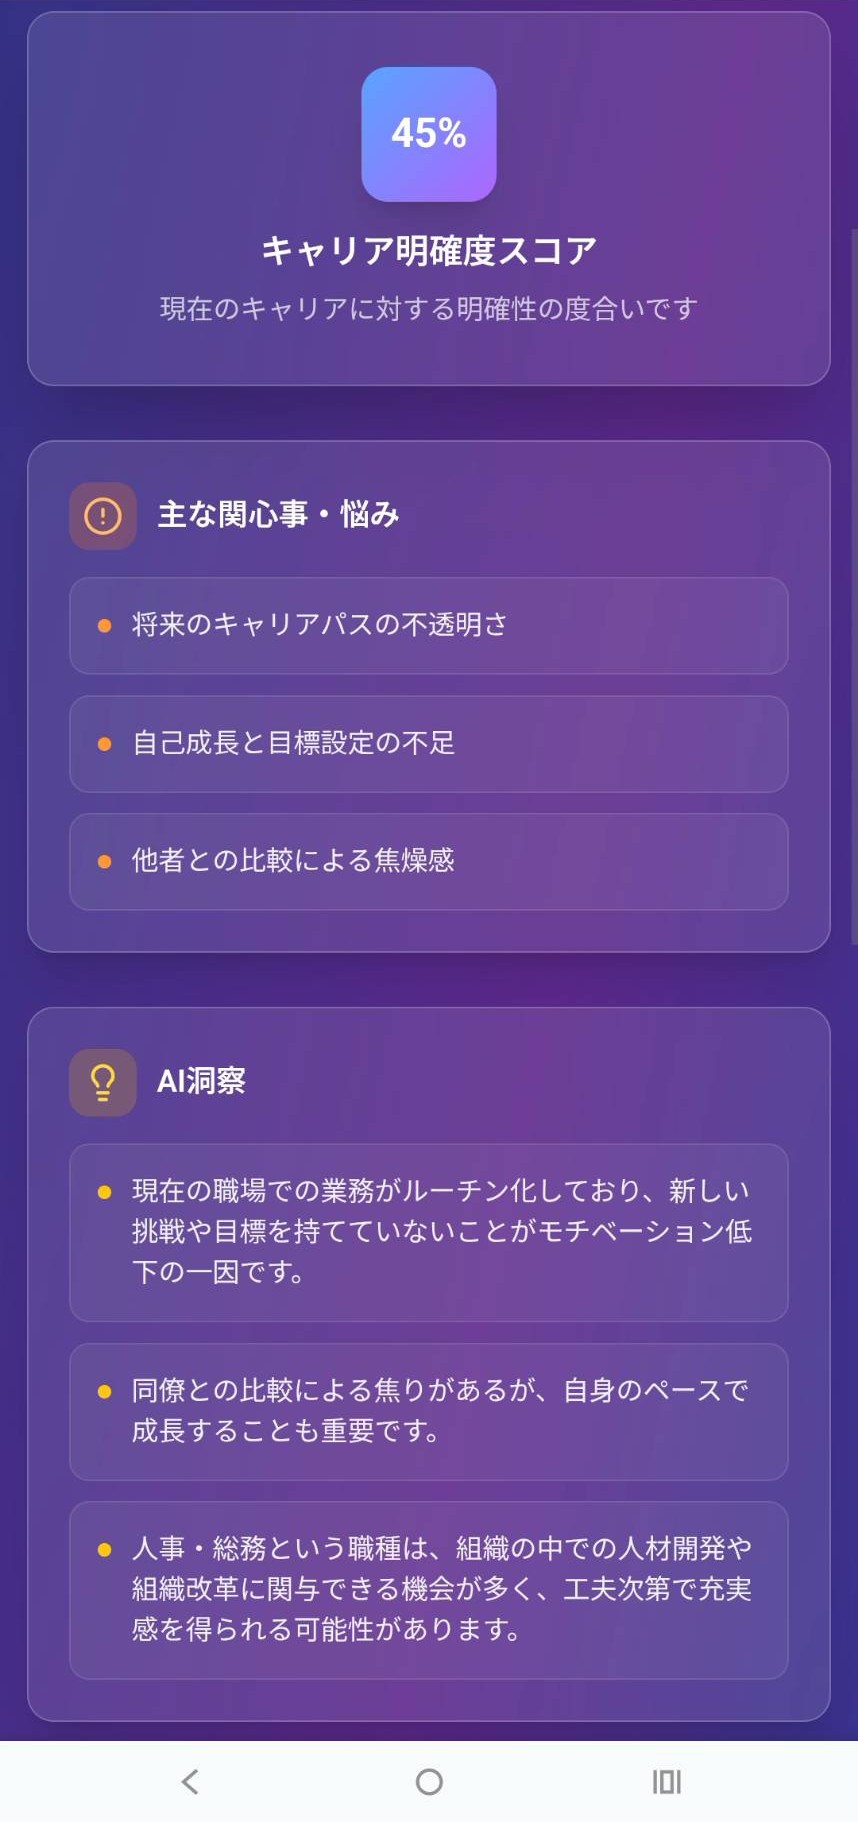 45%
キャリア明確度スコア
現在のキャリアに対する明確性の度合いです
主な関心事・悩み
将来のキャリアパスの不透明さ
自己成長と目標設定の不足
他者との比較による焦燥感
AI洞察
現在の職場での業務がルーチン化しており、新しい
挑戦や目標を持てていないことがモチベーション低
下の一因です。
同僚との比較による焦りがあるが、自身のペースで
成長することも重要です。
人事・総務という職種は、組織の中での人材開発や
組織改革に関与できる機会が多く、工夫次第で充実
感を得られる可能性があります。